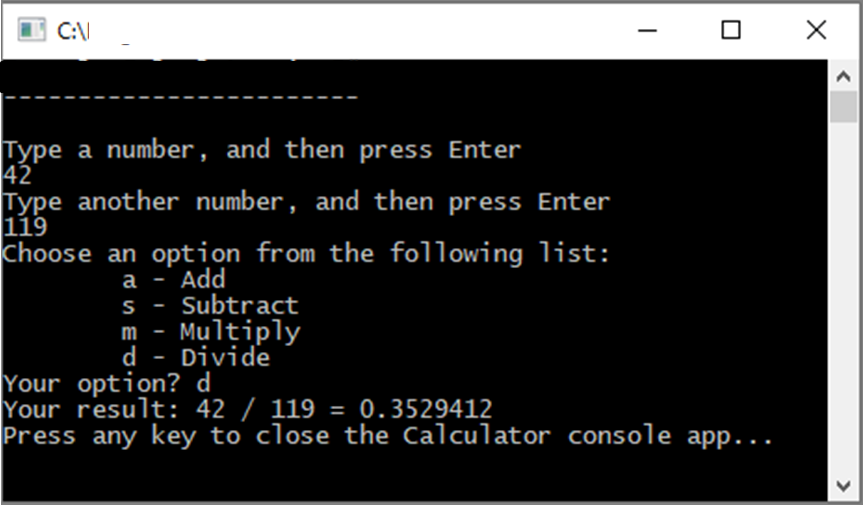 C:\
------------------------
Type a number, and then press Enter
42
Type another number, and then press Enter
119
Choose an option from the following list:
        a - Add
        s - Subtract
        m - Multiply
        d - Divide
Your option? d
Your result: 42 / 119 = 0.3529412
Press any key to close the Calculator console app...